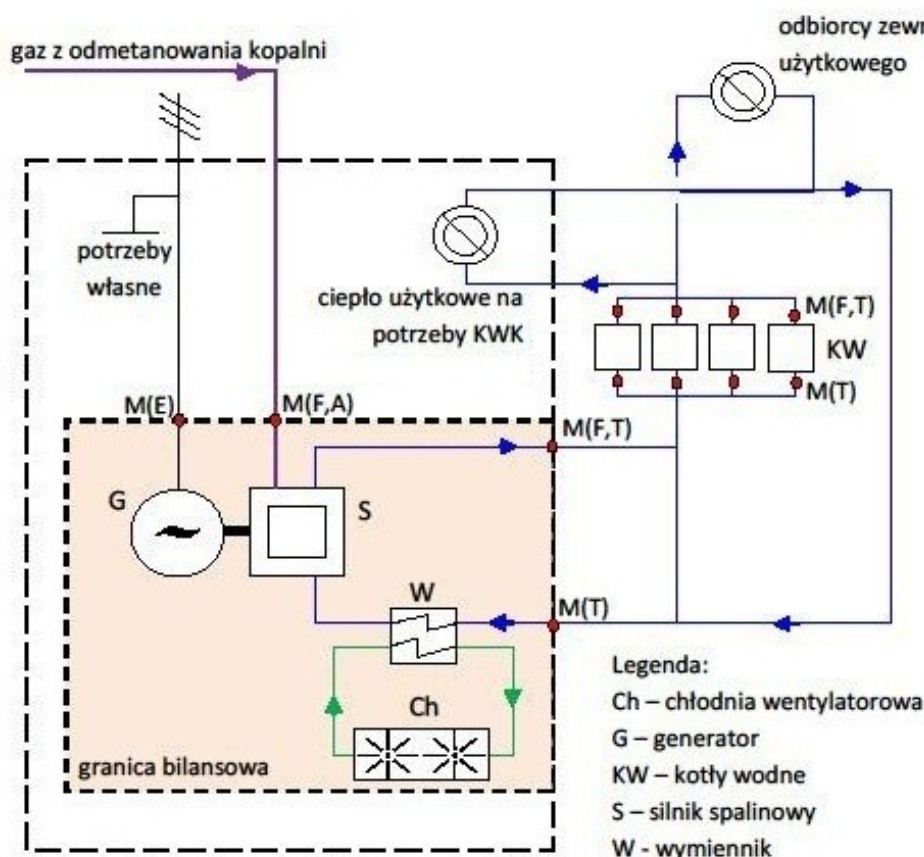 gaz z odmetanowania kopalni
odbiorcy
użytkowego
potrzeby
własne
ciepło użytkowe na
potrzeby KWK
M(F,T)
KW
M(T)
M(E)
M(F,A)
M(F,T)
G
S
W
M(T)
Ch
granica bilansowa
Legenda:
Ch – chłodnia wentylatorowa
G – generator
KW – kotły wodne
S – silnik spalinowy
W - wymiennik